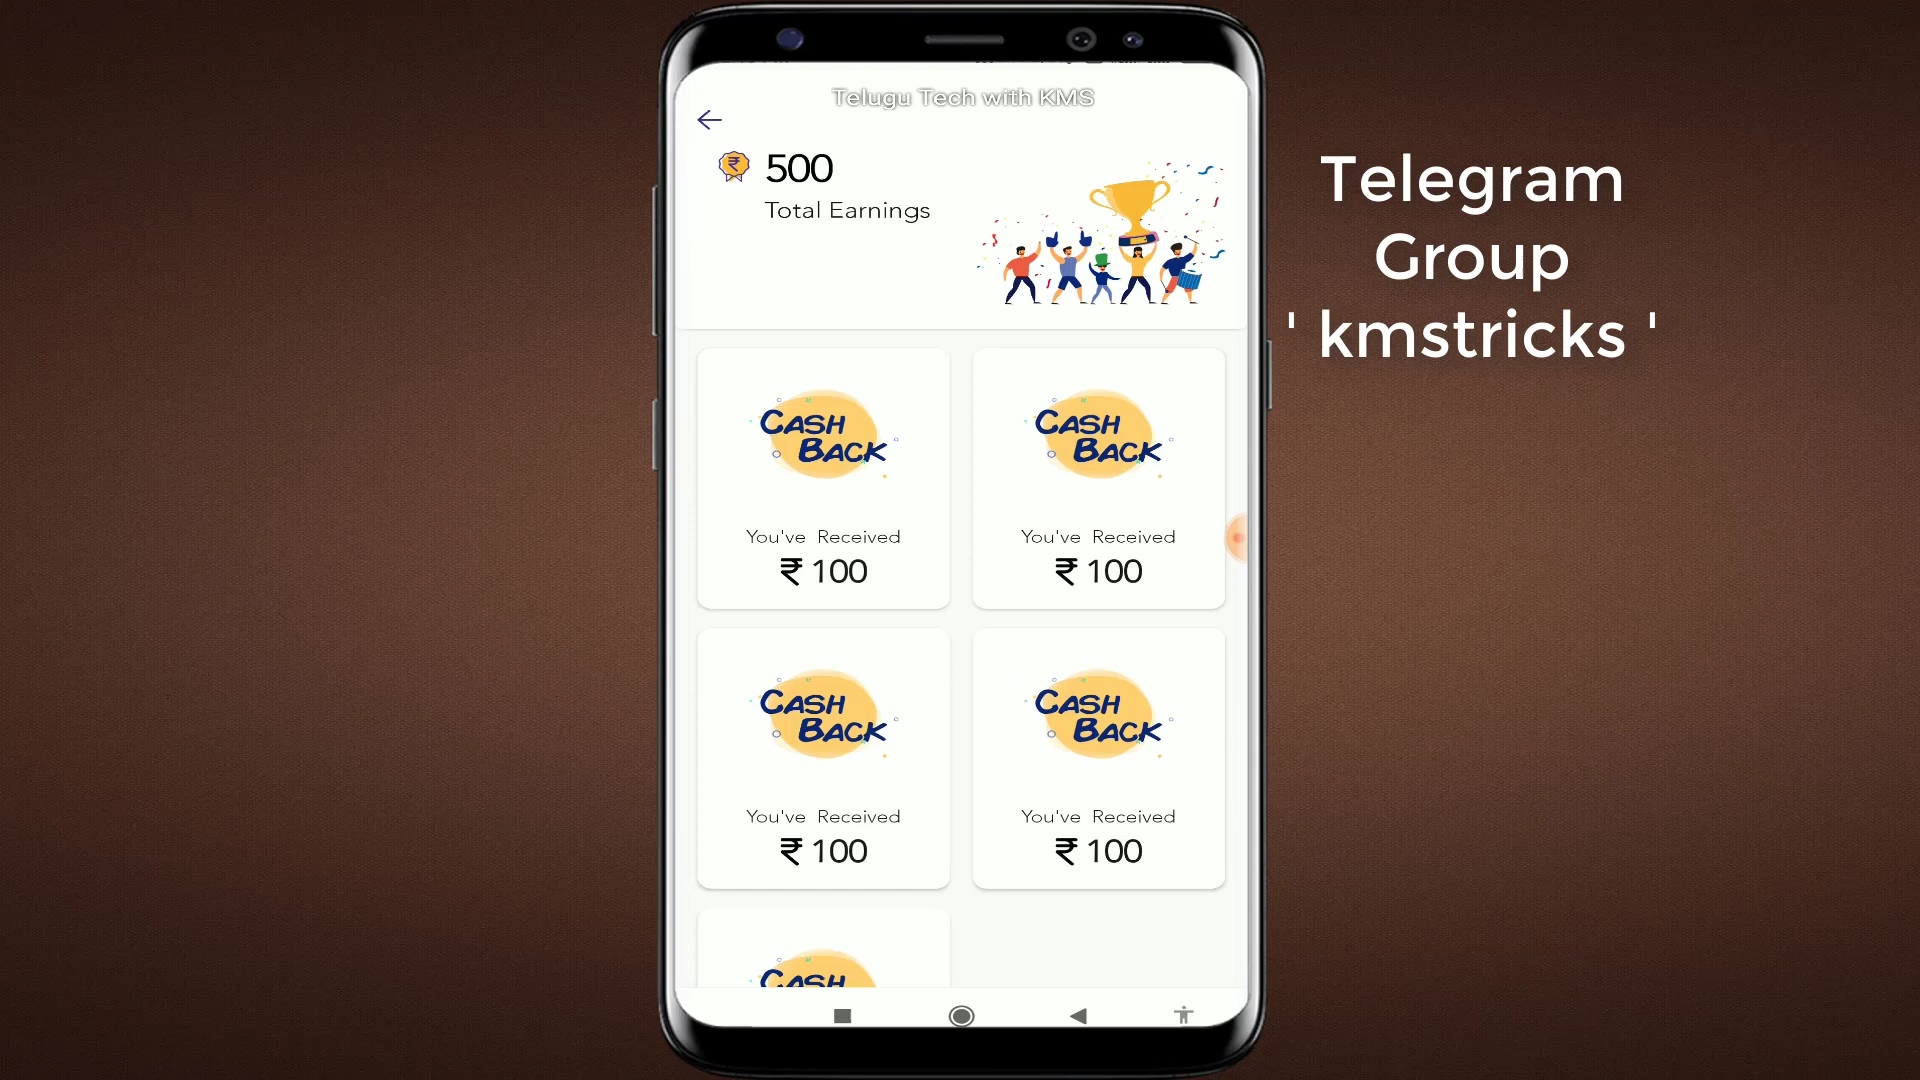 Telugu Tech with KMS
500
Total Earnings
Telegram
Group
' kmstricks '
CASH
BACK
You've Received
₹ 100
CASH
BACK
You've Received
₹ 100
CASH
BACK
You've Received
₹ 100
CASH
BACK
You've Received
₹ 100
CASH